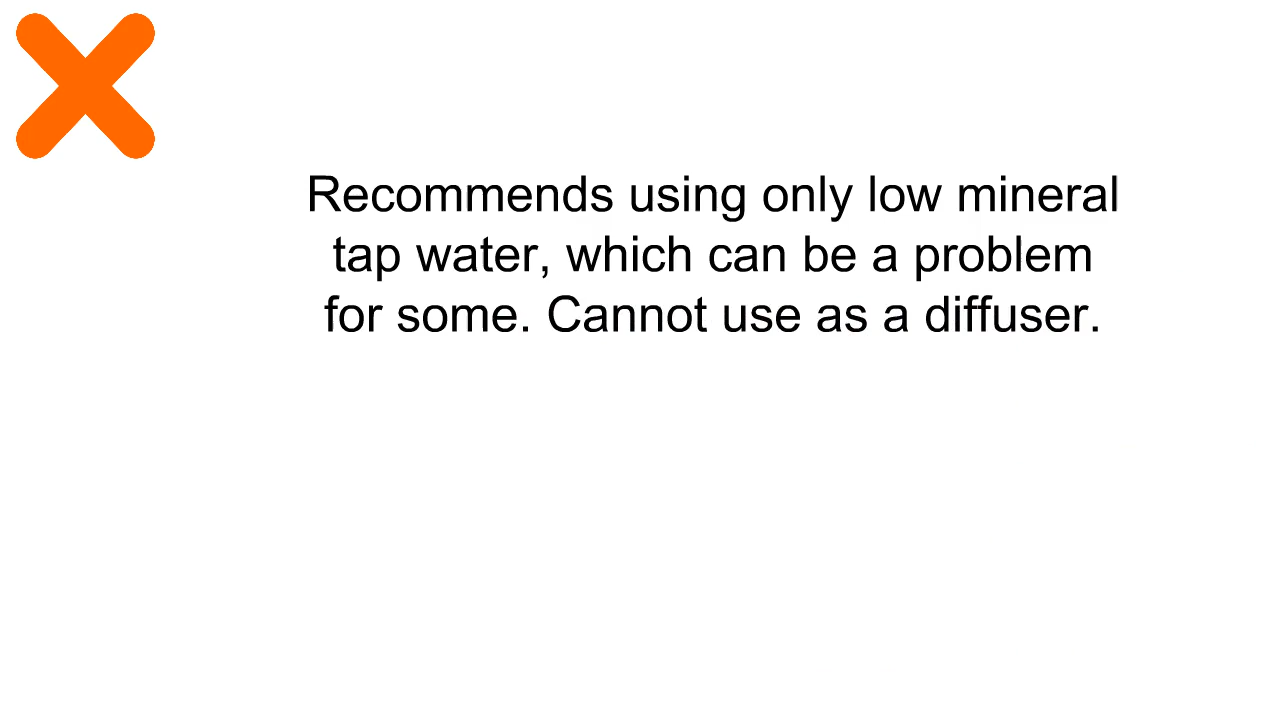 Recommends using only low mineral
tap water, which can be a problem
for some. Cannot use as a diffuser.